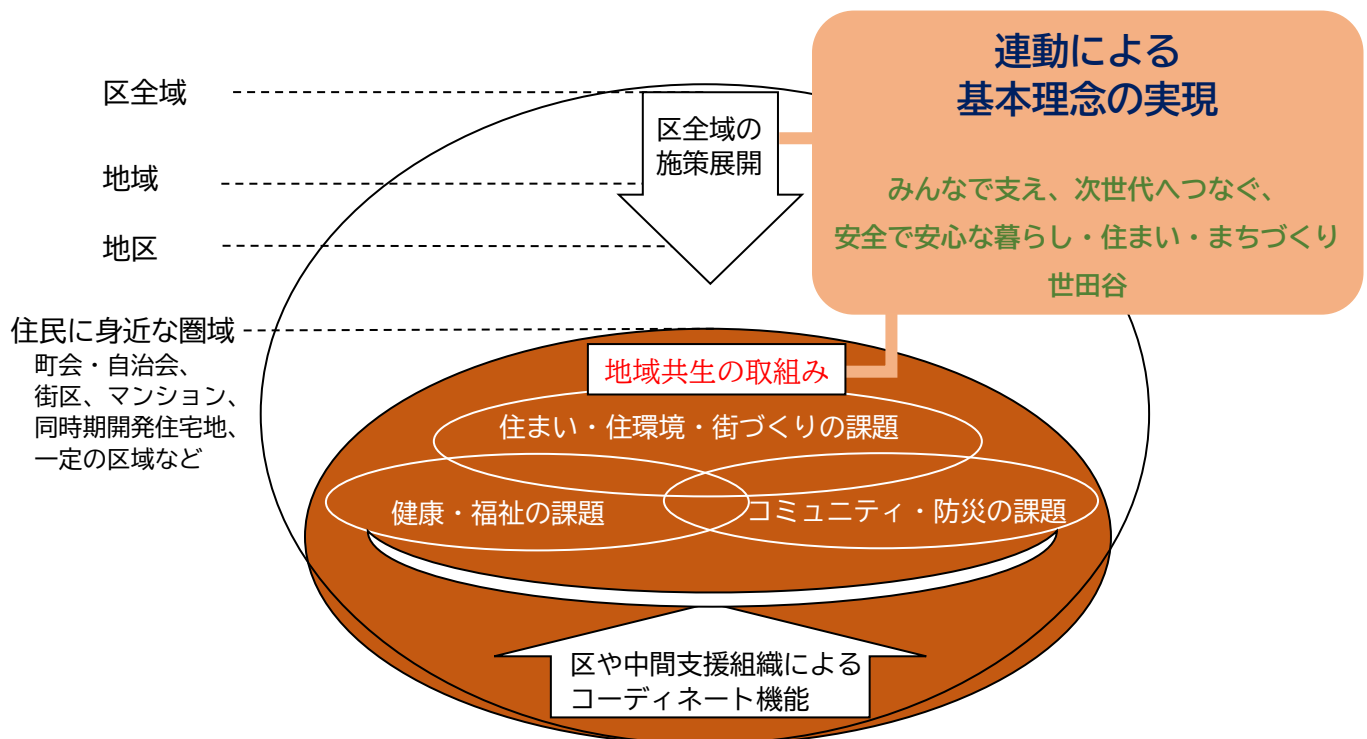 連動による
基本理念の実現
みんなで支え、次世代へつなぐ、
安全で安心な暮らし・住まい・まちづくり
世田谷
区全域
区全域の
施策展開
地域
地区
住民に身近な圏域
町会・自治会、
街区、マンション、
同時期開発住宅地、
一定の区域など
地域共生の取組み
住まい・住環境・街づくりの課題
健康・福祉の課題
コミュニティ・防災の課題
区や中間支援組織による
コーディネート機能